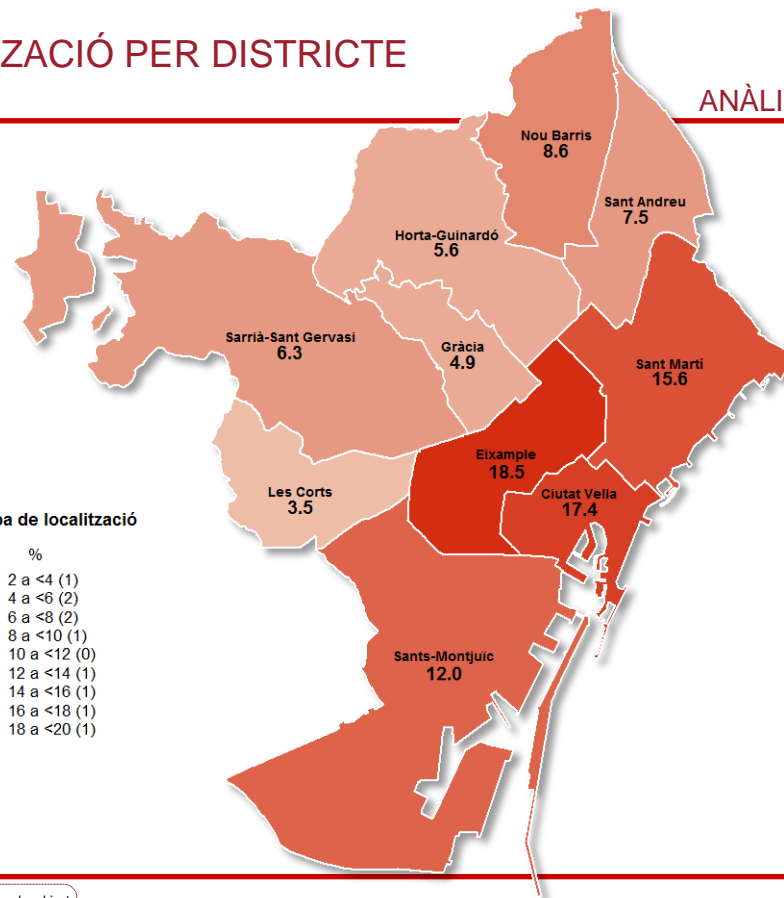 ZACIÓ PER DISTRICTE
ANÀLI
Nou Barris
8.6
Sant Andreu
7.5
Horta-Guinardó
5.6
Sarrià-Sant Gervasi
6.3
Gràcia
4.9
Sant Martí
15.6
Eixample
18.5
Les Corts
3.5
Ciutat Vella
17.4
pa de localització
%
2 a <4 (1)
4 a <6 (2)
6 a <8 (2)
8 a <10 (1)
10 a <12 (0)
12 a <14 (1)
14 a <16 (1)
16 a <18 (1)
18 a <20 (1)
Sants-Montjuïc
12.0